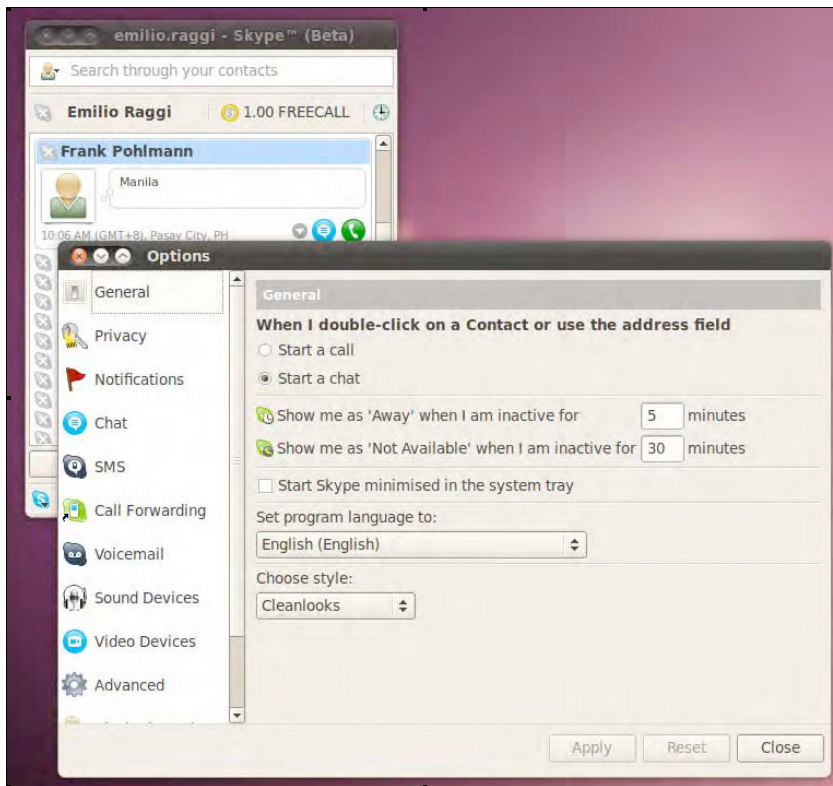 emilio.raggi - Skype™ (Beta)
Search through your contacts
Emilio Raggi
1.00 FREECALL
Frank Pohlmann
Manila
10:06 AM (GMT+8), Pasay City, PH
Options
General
Privacy
Notifications
Chat
SMS
Call Forwarding
Voicemail
Sound Devices
Video Devices
Advanced
General
When I double-click on a Contact or use the address field
Start a call
Start a chat
Show me as 'Away' when I am inactive for 5 minutes
Show me as 'Not Available' when I am inactive for 30 minutes
Start Skype minimised in the system tray
Set program language to:
English (English)
Choose style:
Cleanlooks
Apply
Reset
Close